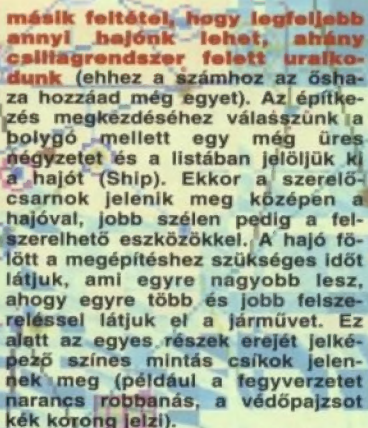 másik feltétel, hogy legfeljebb
annyi hajónk lehet, ahány
csillagrendszer felett uralko-
dunk (ehhez a számhoz az ősha-
za hozzáad még egyet). Az építke-
zés megkezdéséhez válasszunk a
bolygó mellett egy még üres
négyzetet és a listában jelöljük ki
a hajót (Ship). Ekkor a szerelő-
csarnok jelenik meg középen a
hajóval, jobb szélen pedig a fel-
szerelhető eszközökkel. A hajó fö-
lött a megépítéshez szükséges időt
látjuk, ami egyre nagyobb lesz,
ahogy egyre több és jobb felsze-
reléssel látjuk el a járművet. Ez
alatt az egyes részek erejét jelké-
pező színes mintás csíkok jelen-
nek meg (például a fegyverzetet
narancs robbanás, a védőpajzsot
kék korong jelzi).